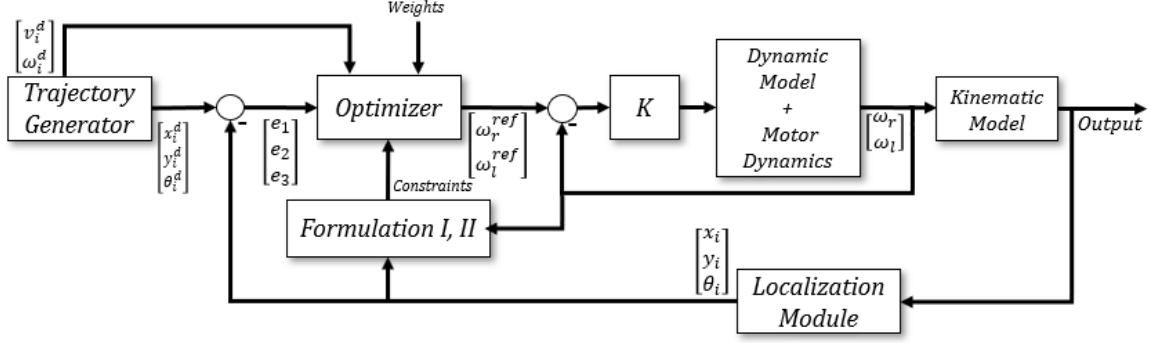 Weights
[v_i^d
ω_i^d]
Trajectory
Generator
[x_i^d
y_i^d
θ_i^d]
-
[e_1
e_2
e_3]
Optimizer
[ω_r^ref
ω_l^ref]
-
K
Dynamic
Model
+
Motor
Dynamics
[ω_r
ω_l]
Kinematic
Model
Output
Constraints
Formulation I, II
[x_i
y_i
θ_i]
Localization
Module